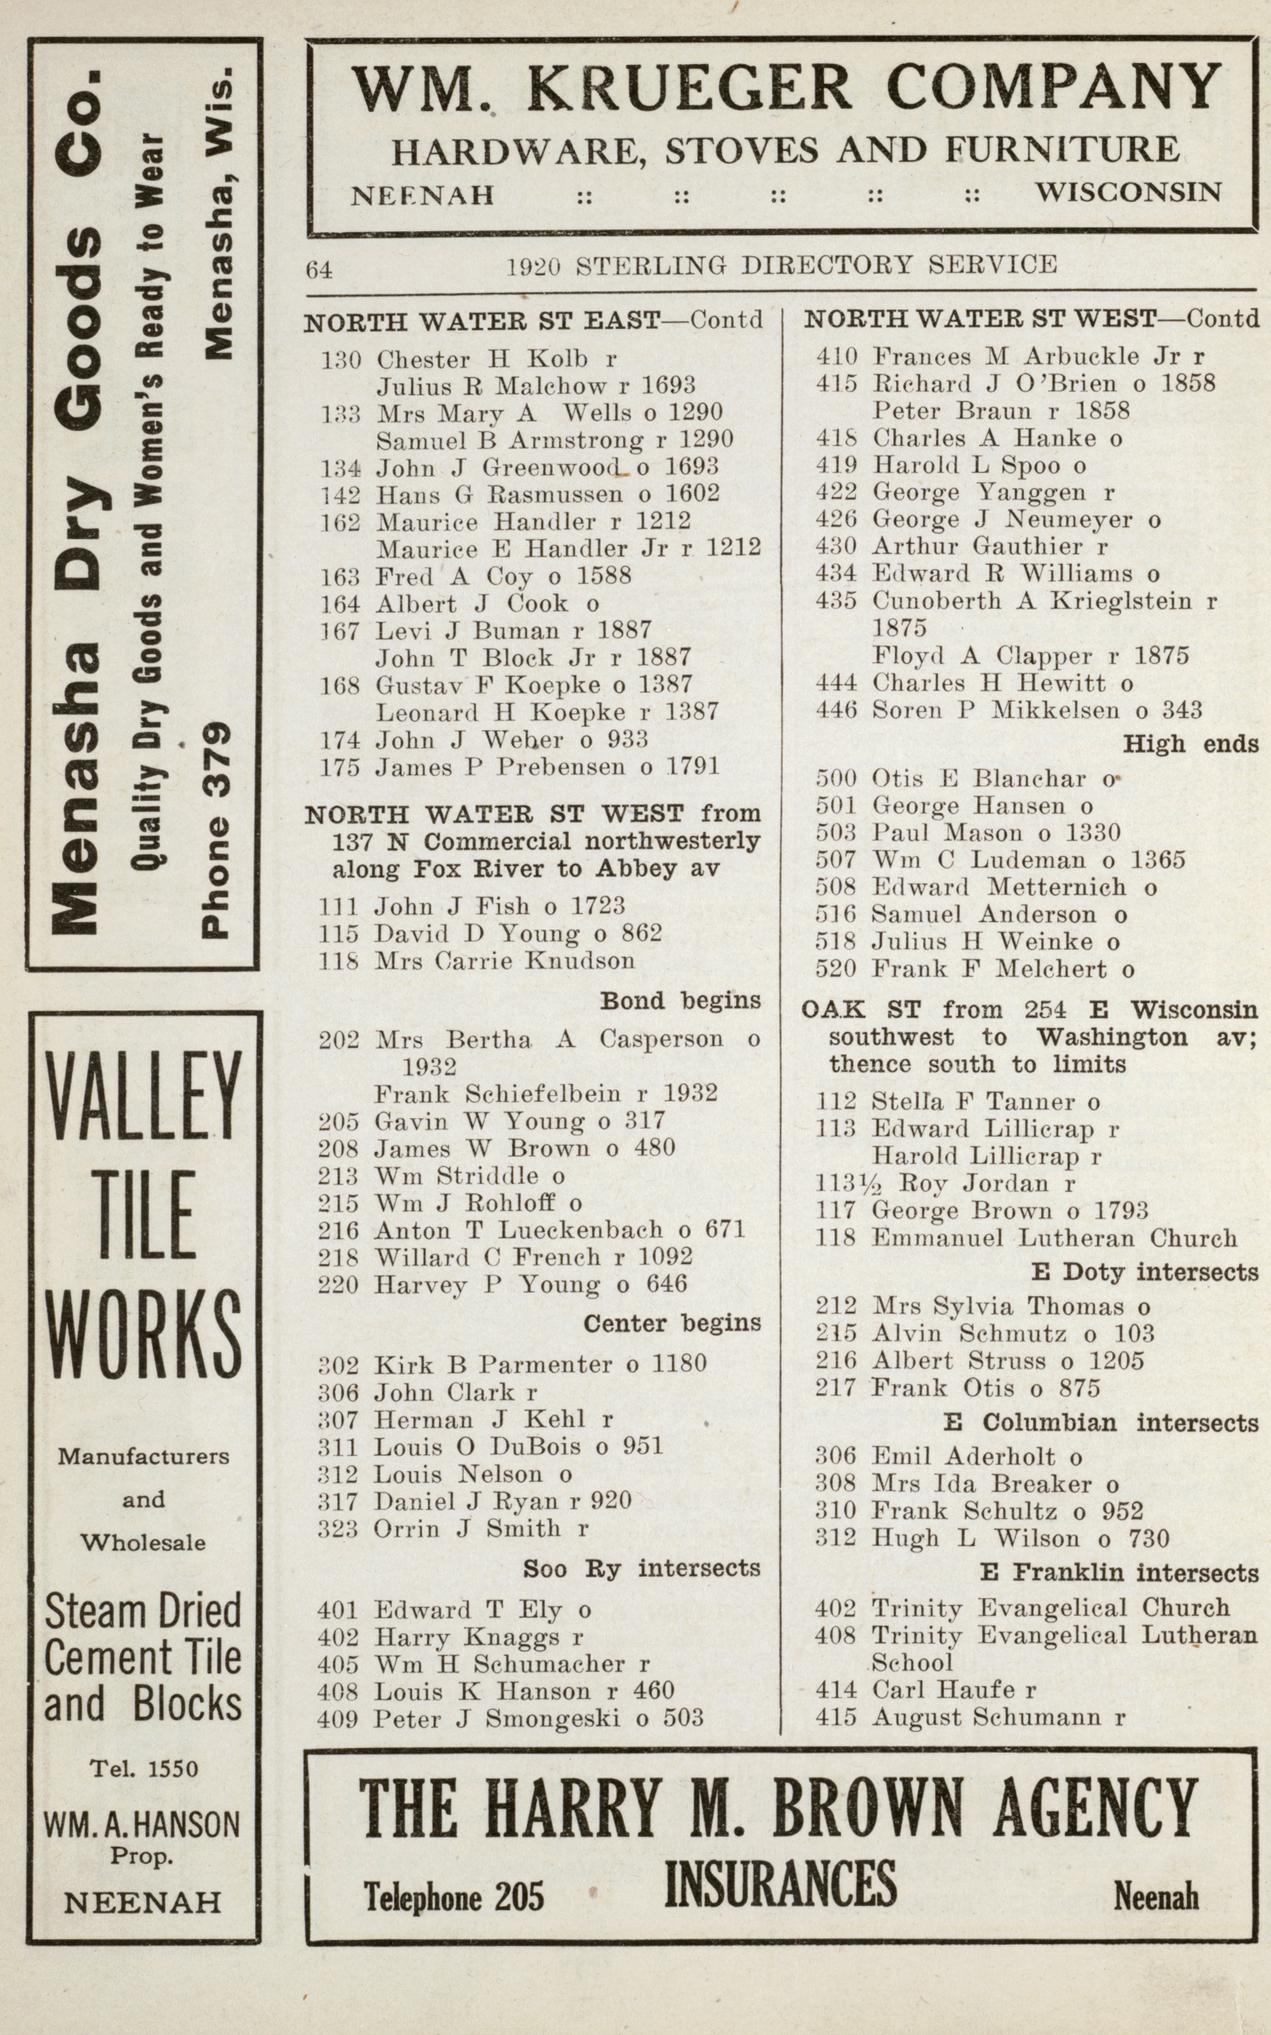 WM. KRUEGER COMPANY
HARDWARE, STOVES AND FURNITURE
NEENAH :: :: :: :: :: WISCONSIN
Menasha Dry Goods Co.
Quality Dry Goods and Women's Ready to Wear
Phone 379 Menasha, Wis.
VALLEY
TILE
WORKS
Manufacturers
and
Wholesale
Steam Dried
Cement Tile
and Blocks
Tel. 1550
WM. A. HANSON
Prop.
NEENAH
64 1920 STERLING DIRECTORY SERVICE
NORTH WATER ST EAST—Contd
130 Chester H Kolb r
Julius R Malchow r 1693
133 Mrs Mary A Wells o 1290
Samuel B Armstrong r 1290
134 John J Greenwood o 1693
142 Hans G Rasmussen o 1602
162 Maurice Handler r 1212
Maurice E Handler Jr r 1212
163 Fred A Coy o 1588
164 Albert J Cook o
167 Levi J Buman r 1887
John T Block Jr r 1887
168 Gustav F Koepke o 1387
Leonard H Koepke r 1387
174 John J Weber o 933
175 James P Prebensen o 1791
NORTH WATER ST WEST from
137 N Commercial northwesterly
along Fox River to Abbey av
111 John J Fish o 1723
115 David D Young o 862
118 Mrs Carrie Knudson
Bond begins
202 Mrs Bertha A Casperson o
1932
Frank Schiefelbein r 1932
205 Gavin W Young o 317
208 James W Brown o 480
213 Wm Striddle o
215 Wm J Rohloff o
216 Anton T Lueckenbach o 671
218 Willard C French r 1092
220 Harvey P Young o 646
Center begins
302 Kirk B Parmenter o 1180
306 John Clark r
307 Herman J Kehl r
311 Louis O DuBois o 951
312 Louis Nelson o
317 Daniel J Ryan r 920
323 Orrin J Smith r
Soo Ry intersects
401 Edward T Ely o
402 Harry Knaggs r
405 Wm H Schumacher r
408 Louis K Hanson r 460
409 Peter J Smongeski o 503
NORTH WATER ST WEST—Contd
410 Frances M Arbuckle Jr r
415 Richard J O'Brien o 1858
Peter Braun r 1858
418 Charles A Hanke o
419 Harold L Spoo o
422 George Yanggen r
426 George J Neumeyer o
430 Arthur Gauthier r
434 Edward R Williams o
435 Cunoberth A Krieglstein r
1875
Floyd A Clapper r 1875
444 Charles H Hewitt o
446 Soren P Mikkelsen o 343
High ends
500 Otis E Blanchar o
501 George Hansen o
503 Paul Mason o 1330
507 Wm C Ludeman o 1365
508 Edward Metternich o
516 Samuel Anderson o
518 Julius H Weinke o
520 Frank F Melchert o
OAK ST from 254 E Wisconsin
southwest to Washington av;
thence south to limits
112 Stella F Tanner o
113 Edward Lillicrap r
Harold Lillicrap r
113½ Roy Jordan r
117 George Brown o 1793
118 Emmanuel Lutheran Church
E Doty intersects
212 Mrs Sylvia Thomas o
215 Alvin Schmutz o 103
216 Albert Struss o 1205
217 Frank Otis o 875
E Columbian intersects
306 Emil Aderholt o
308 Mrs Ida Breaker o
310 Frank Schultz o 952
312 Hugh L Wilson o 730
E Franklin intersects
402 Trinity Evangelical Church
408 Trinity Evangelical Lutheran
School
414 Carl Haufe r
415 August Schumann r
THE HARRY M. BROWN AGENCY
Telephone 205 INSURANCES Neenah